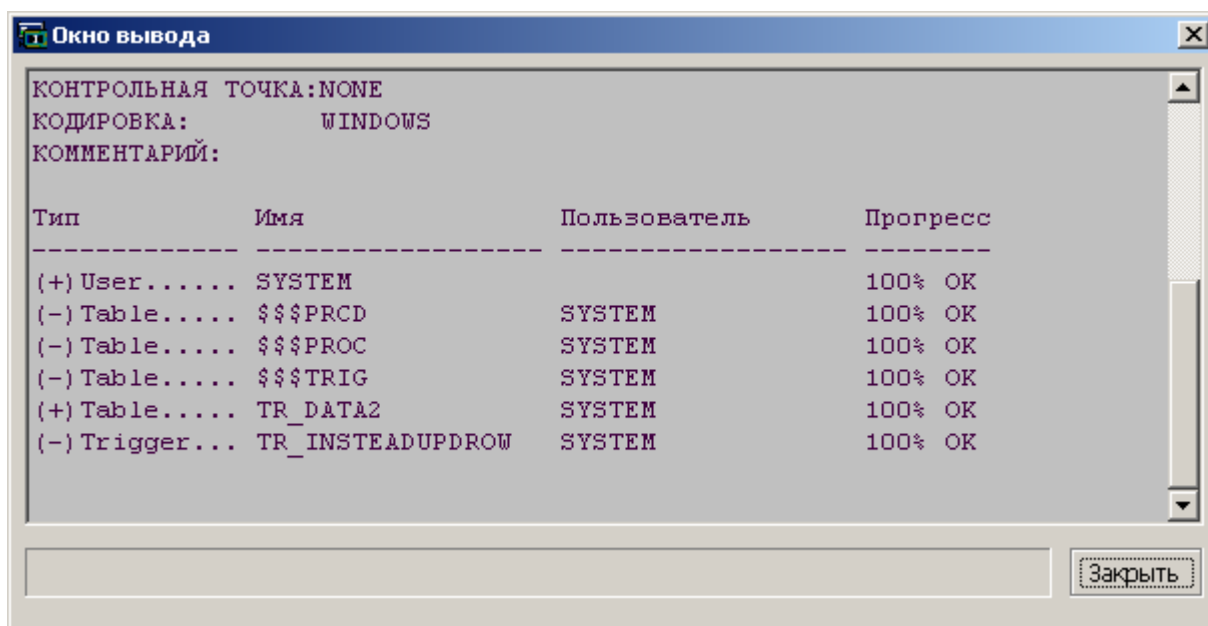 Окно вывода
КОНТРОЛЬНАЯ ТОЧКА:NONE
КОДИРОВКА:          WINDOWS
КОММЕНТАРИЙ:
Тип           Имя                Пользователь       Прогресс
------------- ------------------ ------------------ --------
(+)User...... SYSTEM                                100% OK
(-)Table..... $$$PRCD            SYSTEM             100% OK
(-)Table..... $$$PROC            SYSTEM             100% OK
(-)Table..... $$$TRIG            SYSTEM             100% OK
(+)Table..... TR_DATA2           SYSTEM             100% OK
(-)Trigger... TR_INSTEADUPDROW   SYSTEM             100% OK
Закрыть